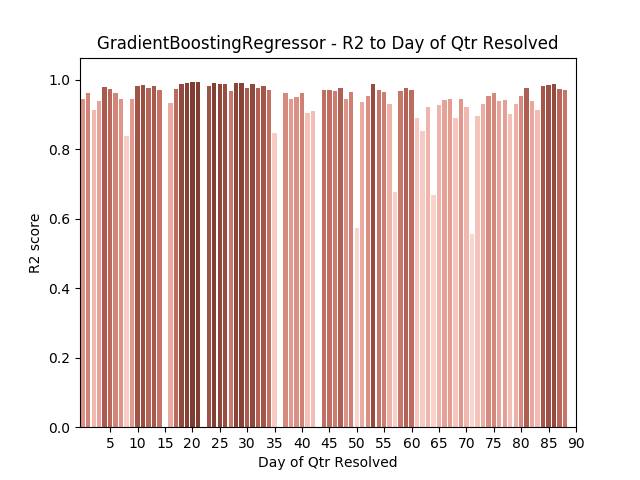 GradientBoostingRegressor - R2 to Day of Qtr Resolved
1.0
0.8
0.6
0.4
0.2
0.0
R2 score
5 10 15 20 25 30 35 40 45 50 55 60 65 70 75 80 85 90
Day of Qtr Resolved